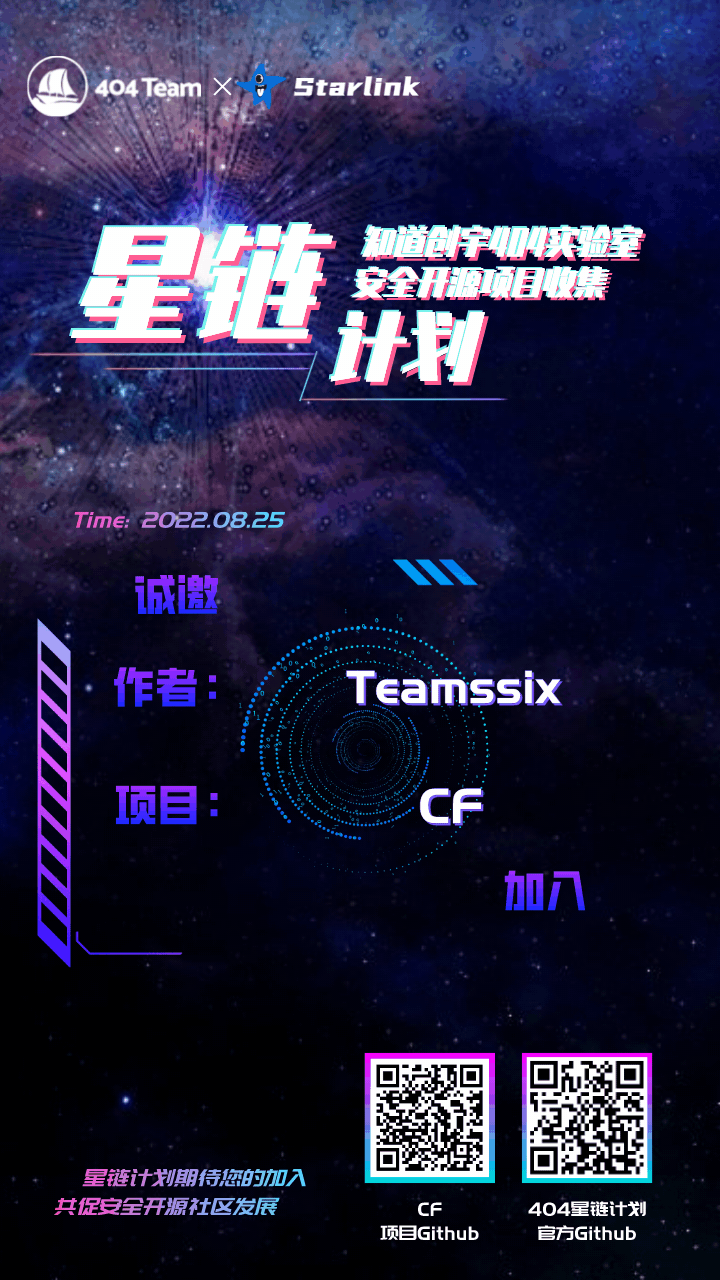 404 Team × Starlink
星链
计划
知道创宇404实验室
安全开源项目收集
Time: 2022.08.25
诚邀
作者： Teamssix
项目： CF
加入
星链计划期待您的加入
共促安全开源社区发展
CF
项目Github
404星链计划
官方Github